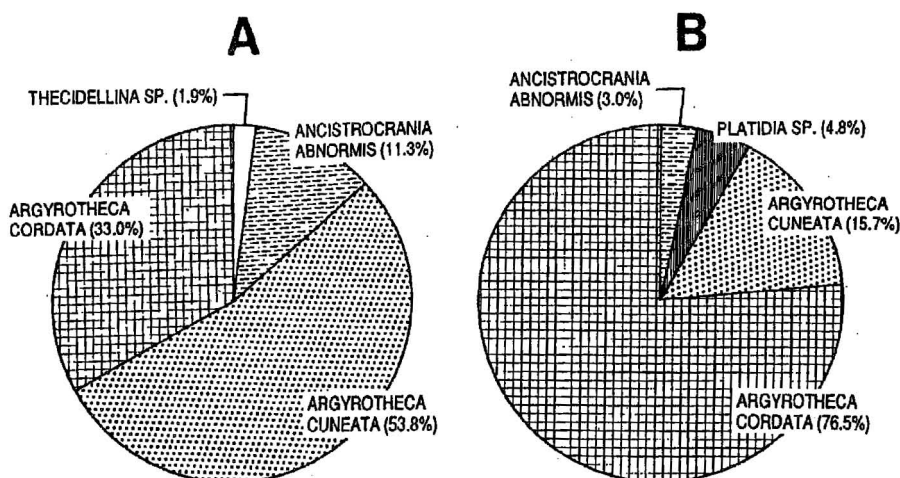 A
THECIDELLINA SP. (1.9%)
ANCISTROCRANIA
ABNORMIS (11.3%)
ARGYROTHECA
CORDATA (33.0%)
ARGYROTHECA
CUNEATA (53.8%)
B
ANCISTROCRANIA
ABNORMIS (3.0%)
PLATIDIA SP. (4.8%)
ARGYROTHECA
CUNEATA (15.7%)
ARGYROTHECA
CORDATA (76.5%)